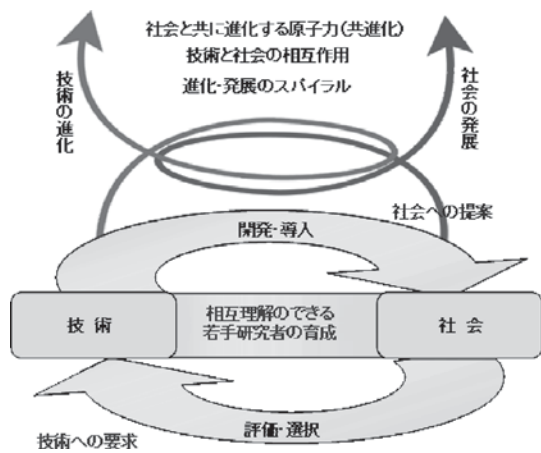 社会と共に進化する原子力(共進化)
技術と社会の相互作用
進化・発展のスパイラル
技術の進化
社会の発展
社会への提案
開発・導入
技術
相互理解のできる
若手研究者の育成
社会
評価・選択
技術への要求